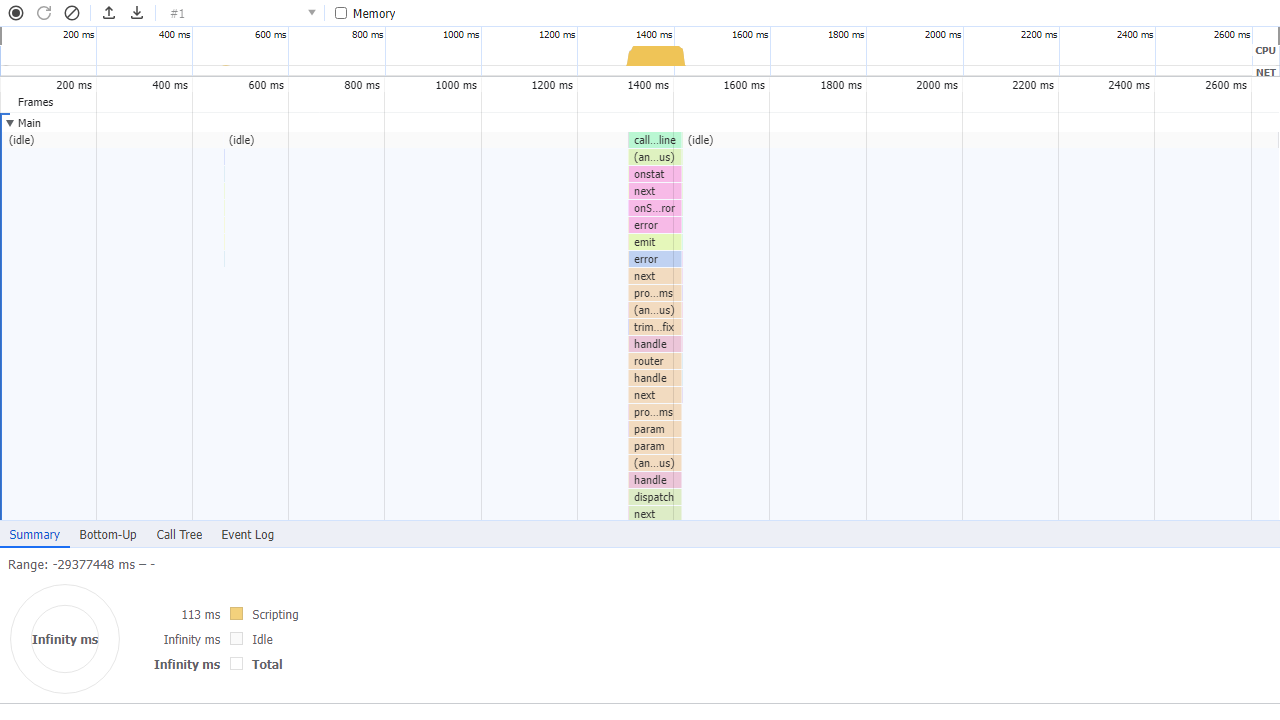 #1 Memory
200 ms 400 ms 600 ms 800 ms 1000 ms 1200 ms 1400 ms 1600 ms 1800 ms 2000 ms 2200 ms 2400 ms 2600 ms
CPU
NET
200 ms 400 ms 600 ms 800 ms 1000 ms 1200 ms 1400 ms 1600 ms 1800 ms 2000 ms 2200 ms 2400 ms 2600 ms
Frames
Main
(idle) (idle) call…line (idle)
(an…us)
onstat
next
onS…ror
error
emit
error
next
pro…ms
(an…us)
trim…fix
handle
router
handle
next
pro…ms
param
param
(an…us)
handle
dispatch
next
Summary Bottom-Up Call Tree Event Log
Range: -29377448 ms – -
Infinity ms
113 ms Scripting
Infinity ms Idle
Infinity ms Total